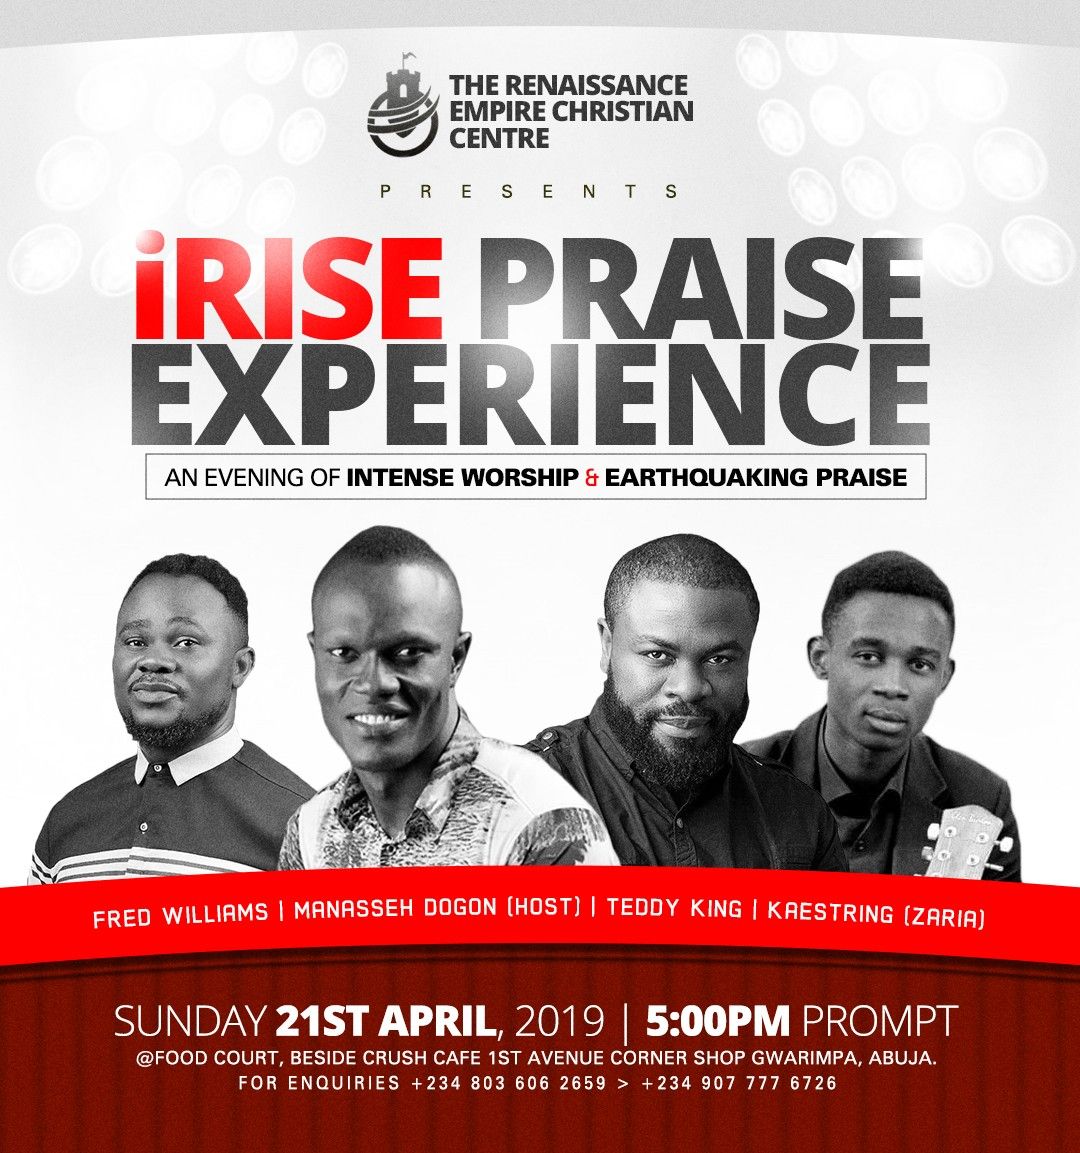 THE RENAISSANCE
EMPIRE CHRISTIAN
CENTRE
PRESENTS
iRISE PRAISE
EXPERIENCE
AN EVENING OF INTENSE WORSHIP & EARTHQUAKING PRAISE
FRED WILLIAMS | MANASSEH DOGON (HOST) | TEDDY KING | KAESTRING (ZARIA)
SUNDAY 21ST APRIL, 2019 | 5:00PM PROMPT
@FOOD COURT, BESIDE CRUSH CAFE 1ST AVENUE CORNER SHOP GWARIMPA, ABUJA.
FOR ENQUIRIES +234 803 606 2659 > +234 907 777 6726